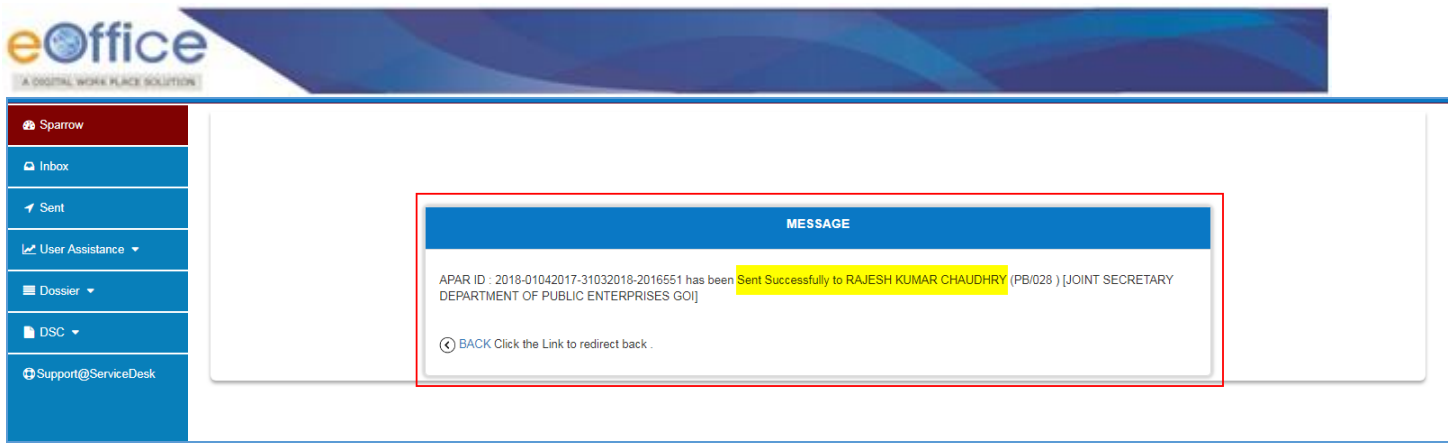 eOffice
A DIGITAL WORK PLACE SOLUTION
Sparrow
Inbox
Sent
User Assistance
Dossier
DSC
Support@ServiceDesk
MESSAGE
APAR ID : 2018-01042017-31032018-2016551 has been Sent Successfully to RAJESH KUMAR CHAUDHRY (PB/028 ) [JOINT SECRETARY
DEPARTMENT OF PUBLIC ENTERPRISES GOI]
BACK Click the Link to redirect back .